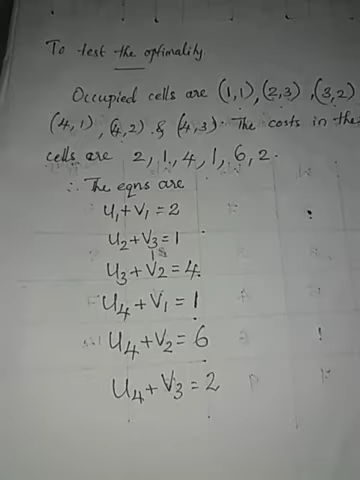 To test the optimality.
Occupied cells are (1,1), (2,3), (3,2)
(4,1), (4,2) & (4,3). The costs in the
cells are 2, 1, 4, 1, 6, 2.
∴ The eqns are
U₁+V₁=2
U₂+V₃=1
U₃+V₂=4.
U₄+V₁=1
U₄+V₂=6
U₄+V₃=2